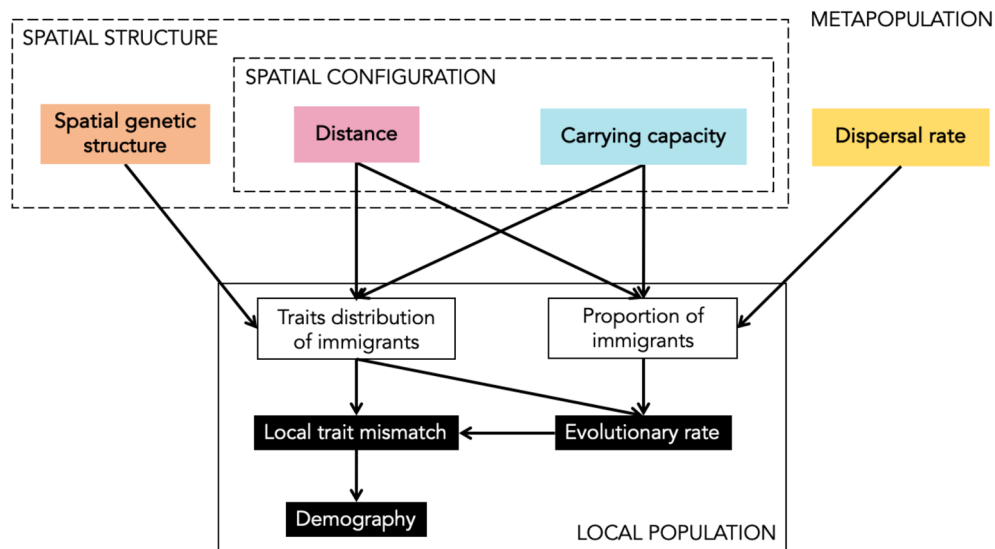 METAPOPULATION
SPATIAL STRUCTURE
SPATIAL CONFIGURATION
Spatial genetic
structure
Distance
Carrying capacity
Dispersal rate
Traits distribution
of immigrants
Proportion of
immigrants
Local trait mismatch
Evolutionary rate
Demography
LOCAL POPULATION